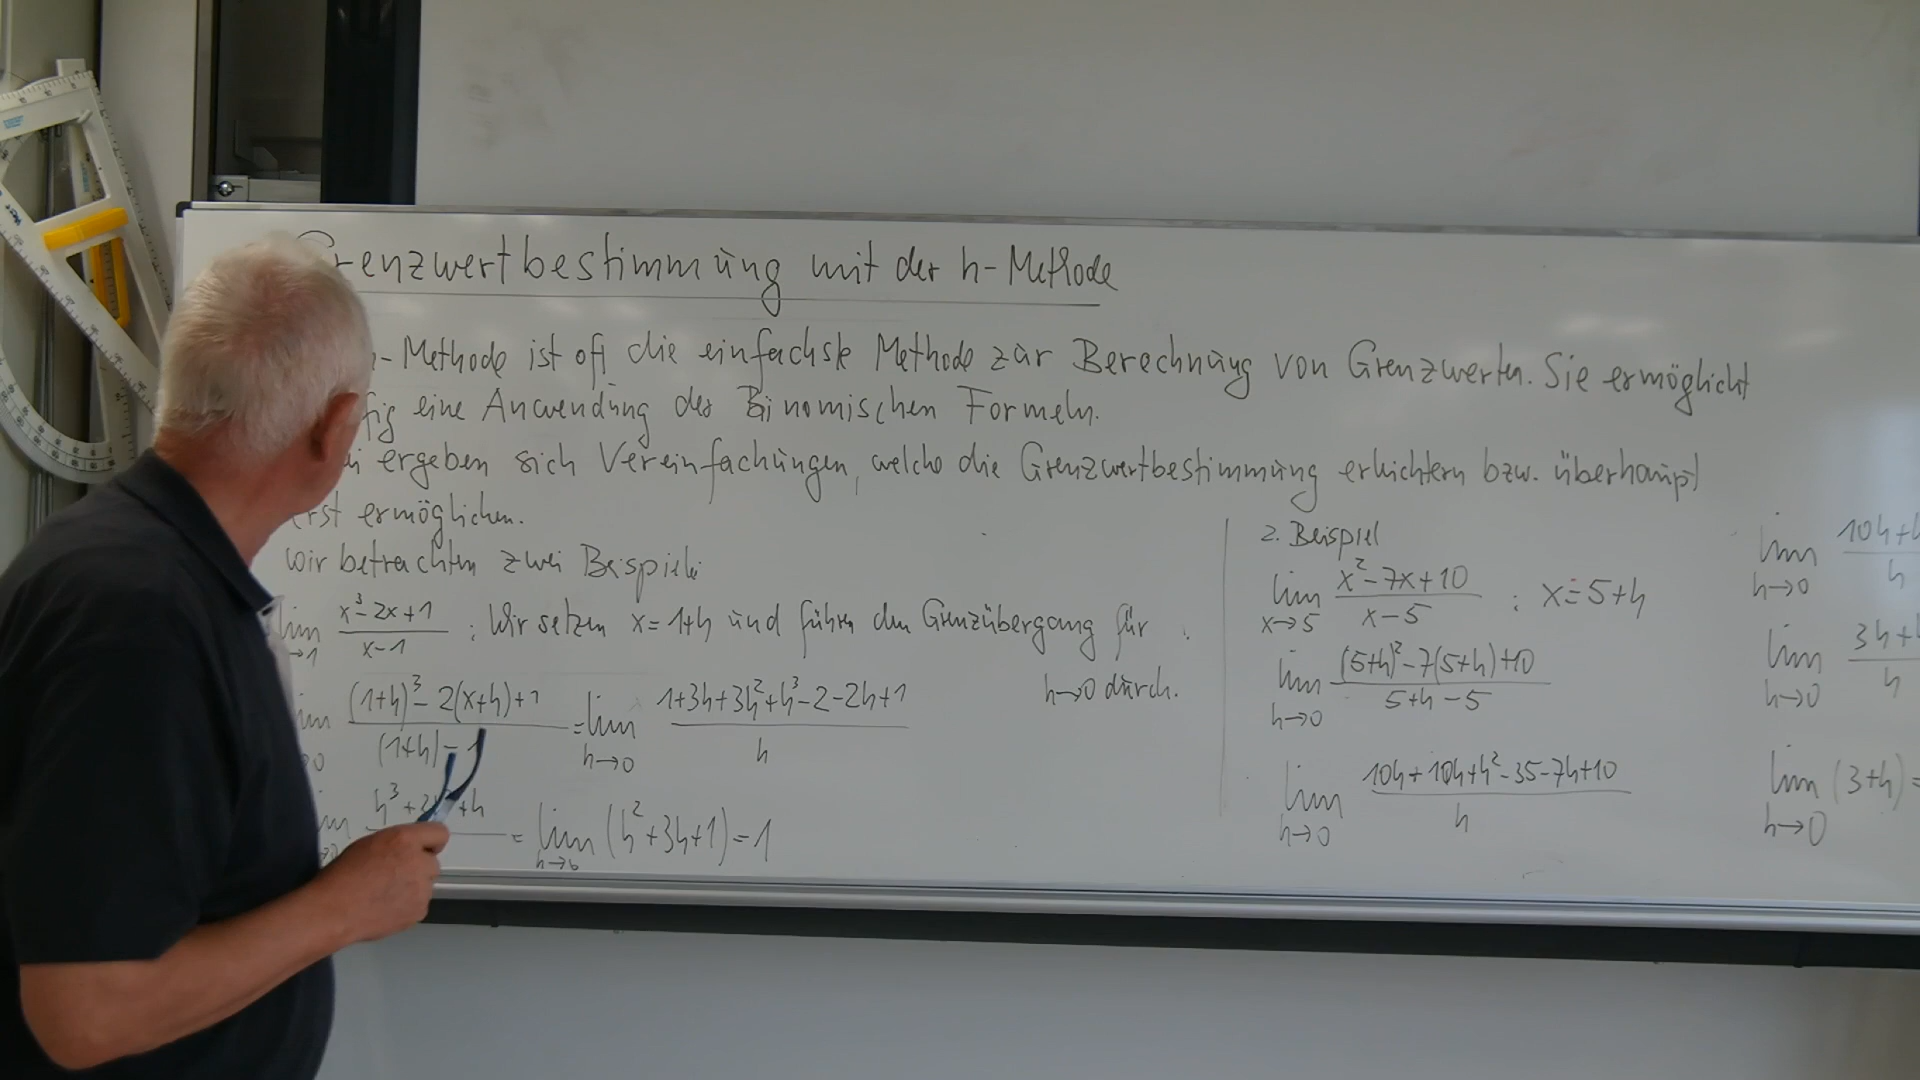 Grenzwertbestimmung mit der h-Methode
h-Methode ist oft die einfachste Methode zur Berechnung von Grenzwerten. Sie ermöglicht
fig eine Anwendung der Binomischen Formeln.
ei ergeben sich Vereinfachungen, welche die Grenzwertbestimmung erleichtern bzw. überhaupt
erst ermöglichen.
Wir betrachten zwei Beispiele
lim x→1 (x³-2x+1)/(x-1) : Wir setzen x=1+h und führen den Grenzübergang für
h→0 durch.
lim ((1+h)³-2(x+h)+1)/((1+h)-1) = lim h→0 (1+3h+3h²+h³-2-2h+1)/h
= lim h→0 (h²+3h+1)=1
2. Beispiel
lim x→5 (x²-7x+10)/(x-5) : x=5+h
lim h→0 ((5+h)²-7(5+h)+10)/(5+h-5)
lim h→0 (10h+10h+h²-35-7h+10)/h
lim h→0 10h+h
h
lim h→0 3h+
h
lim h→0 (3+h)=